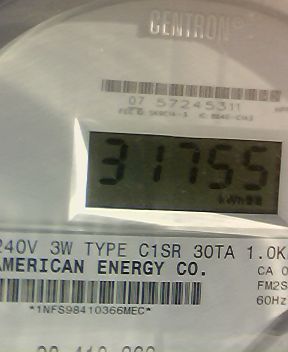 CENTRON
07 57245311
31755
kWh
240V 3W TYPE C1SR 30TA 1.0K
AMERICAN ENERGY CO.
CA 0
FM2S
60Hz
*1NFS98410366MEC*